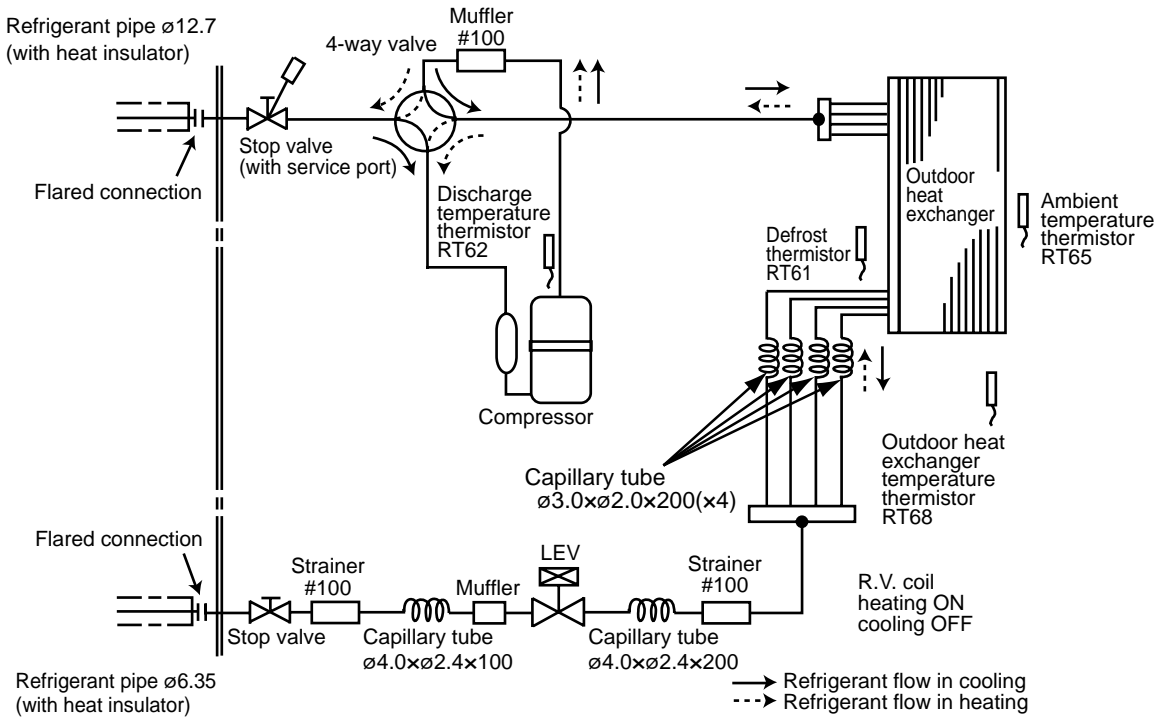 Refrigerant pipe ø12.7
(with heat insulator)
4-way valve
Muffler
#100
Stop valve
(with service port)
Flared connection
Discharge
temperature
thermistor
RT62
Compressor
Outdoor
heat
exchanger
Ambient
temperature
thermistor
RT65
Defrost
thermistor
RT61
Capillary tube
ø3.0×ø2.0×200(×4)
Outdoor heat
exchanger
temperature
thermistor
RT68
Flared connection
Stop valve
Strainer
#100
Capillary tube
ø4.0×ø2.4×100
Muffler
LEV
Capillary tube
ø4.0×ø2.4×200
Strainer
#100
R.V. coil
heating ON
cooling OFF
Refrigerant pipe ø6.35
(with heat insulator)
Refrigerant flow in cooling
Refrigerant flow in heating